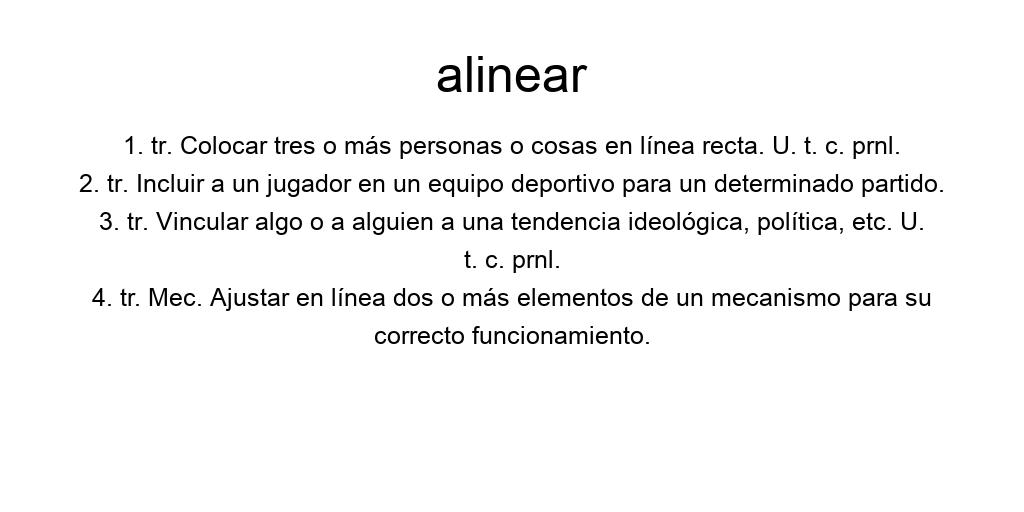 alinear
1. tr. Colocar tres o más personas o cosas en línea recta. U. t. c. prnl.
2. tr. Incluir a un jugador en un equipo deportivo para un determinado partido.
3. tr. Vincular algo o a alguien a una tendencia ideológica, política, etc. U.
t. c. prnl.
4. tr. Mec. Ajustar en línea dos o más elementos de un mecanismo para su
correcto funcionamiento.